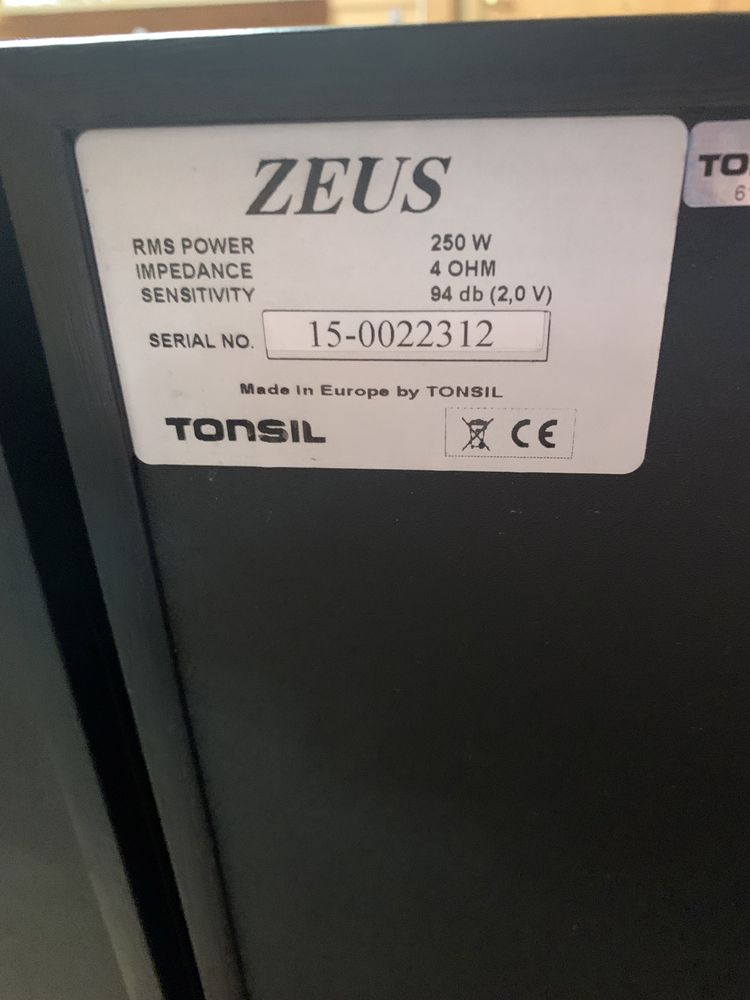 ZEUS
RMS POWER 250 W
IMPEDANCE 4 OHM
SENSITIVITY 94 db (2,0 V)
SERIAL NO. 15-0022312
Made in Europe by TONSIL
TONSIL CE